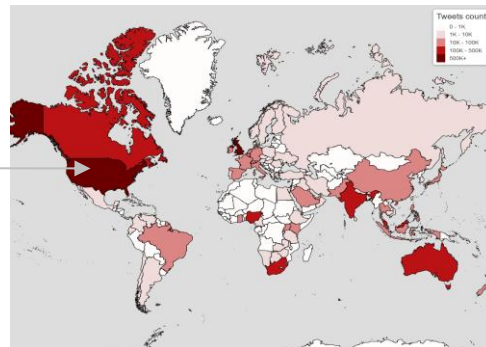 Tweets count
0 - 1K
1K - 10K
10K - 100K
100K - 500K
500K+